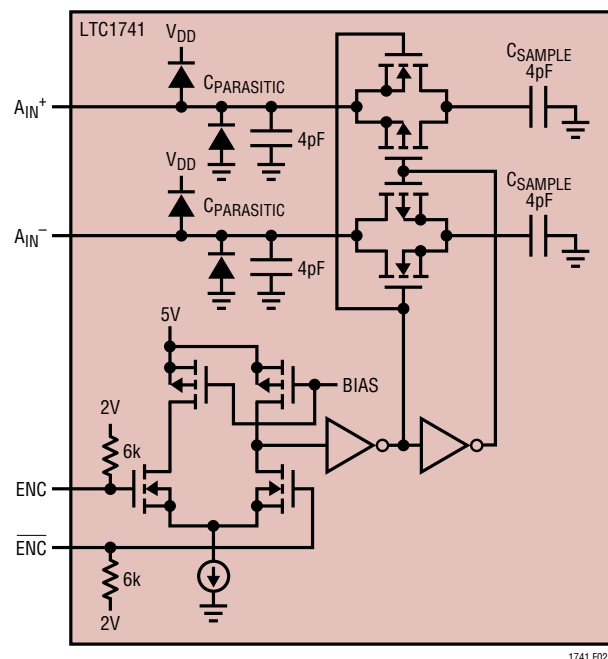 LTC1741
VDD
CPARASITIC
CSAMPLE
4pF
AIN+
4pF
VDD
CPARASITIC
CSAMPLE
4pF
AIN−
4pF
5V
BIAS
2V
6k
ENC
ENC
6k
2V
1741 F02